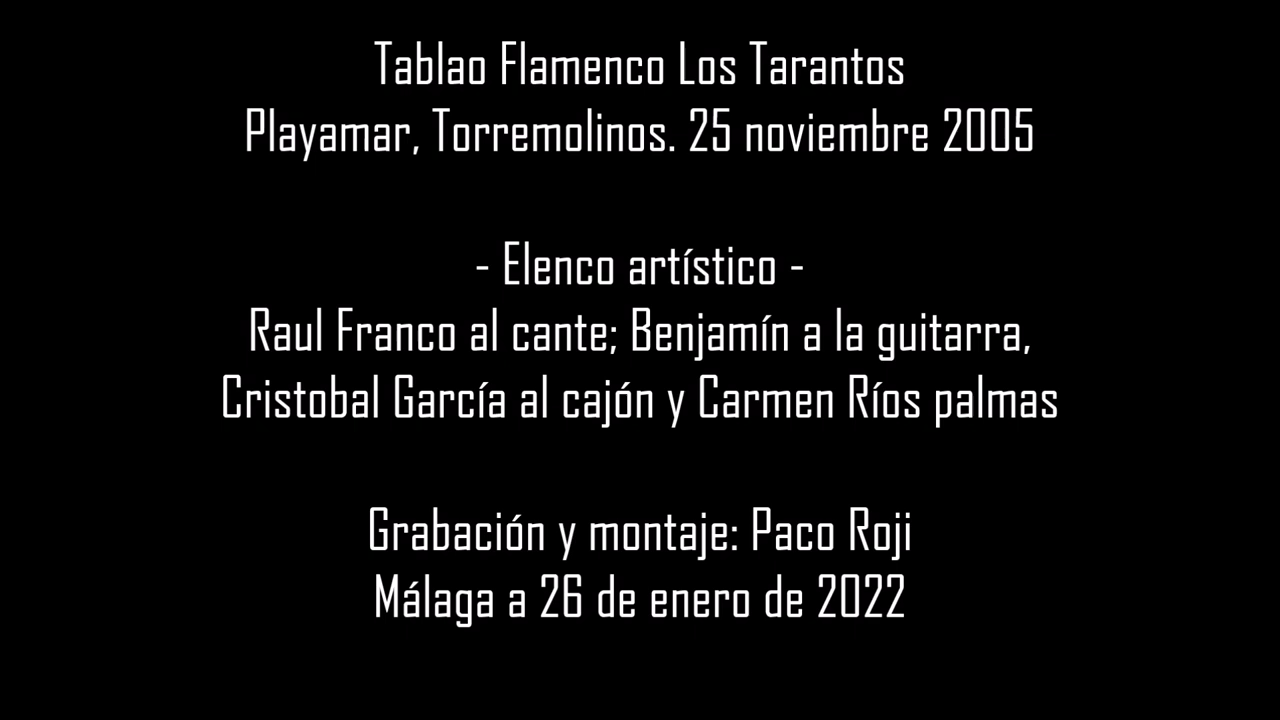 Tablao Flamenco Los Tarantos
Playamar, Torremolinos. 25 noviembre 2005
- Elenco artístico -
Raul Franco al cante; Benjamín a la guitarra,
Cristobal García al cajón y Carmen Ríos palmas
Grabación y montaje: Paco Roji
Málaga a 26 de enero de 2022